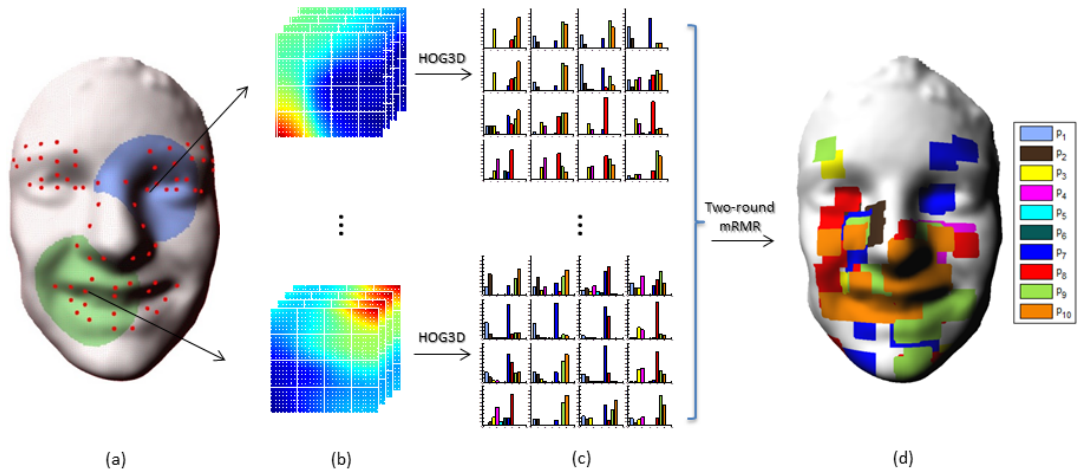 HOG3D
HOG3D
Two-round
mRMR
p1
p2
p3
p4
p5
p6
p7
p8
p9
p10
(a)
(b)
(c)
(d)